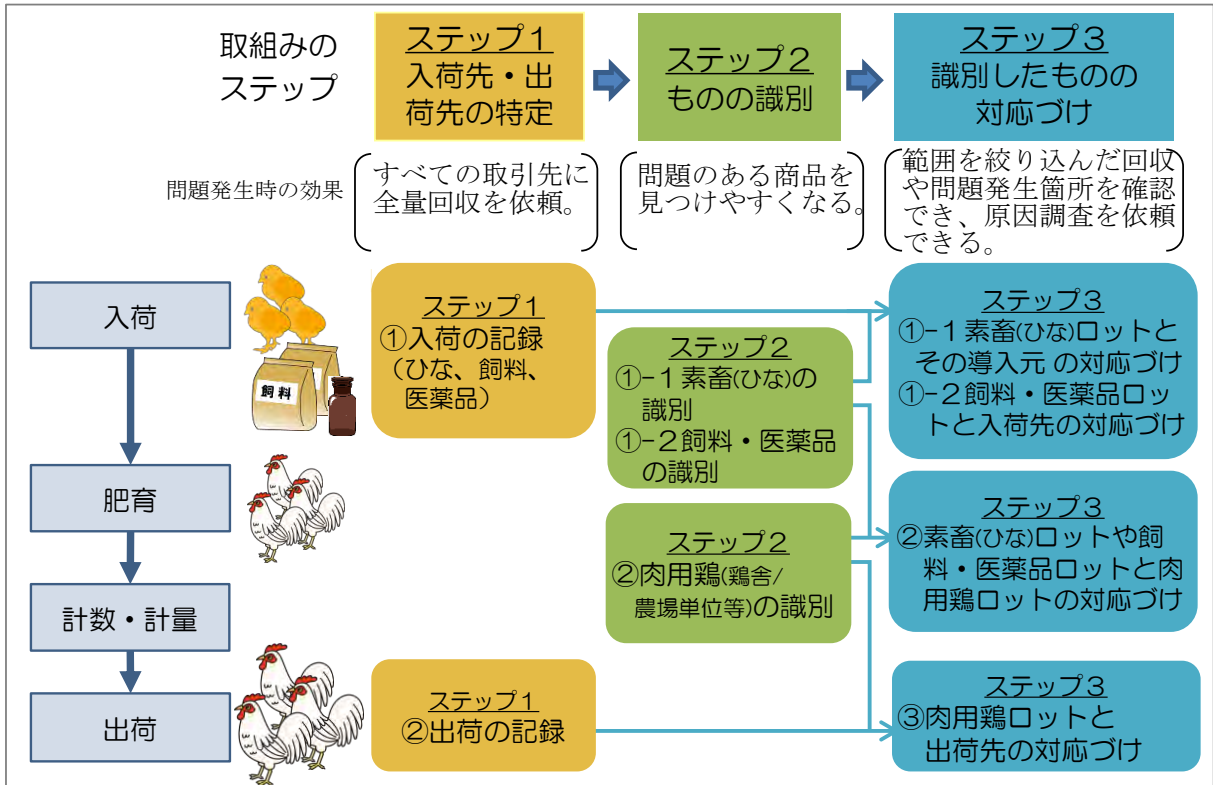 取組みの
ステップ
ステップ１
入荷先・出
荷先の特定
ステップ２
ものの識別
ステップ３
識別したものの
対応づけ
問題発生時の効果
すべての取引先に
全量回収を依頼。
問題のある商品を
見つけやすくなる。
範囲を絞り込んだ回収
や問題発生箇所を確認
でき、原因調査を依頼
できる。
入荷
飼料
ステップ１
①入荷の記録
（ひな、飼料、
医薬品）
ステップ２
①-１素畜(ひな)の
識別
①-２飼料・医薬品
の識別
ステップ３
①-１素畜(ひな)ロットと
その導入元 の対応づけ
①-２飼料・医薬品ロッ
トと入荷先の対応づけ
肥育
ステップ２
②肉用鶏(鶏舎/
農場単位等)の識別
ステップ３
②素畜(ひな)ロットや飼
料・医薬品ロットと肉
用鶏ロットの対応づけ
計数・計量
出荷
ステップ１
②出荷の記録
ステップ３
③肉用鶏ロットと
出荷先の対応づけ